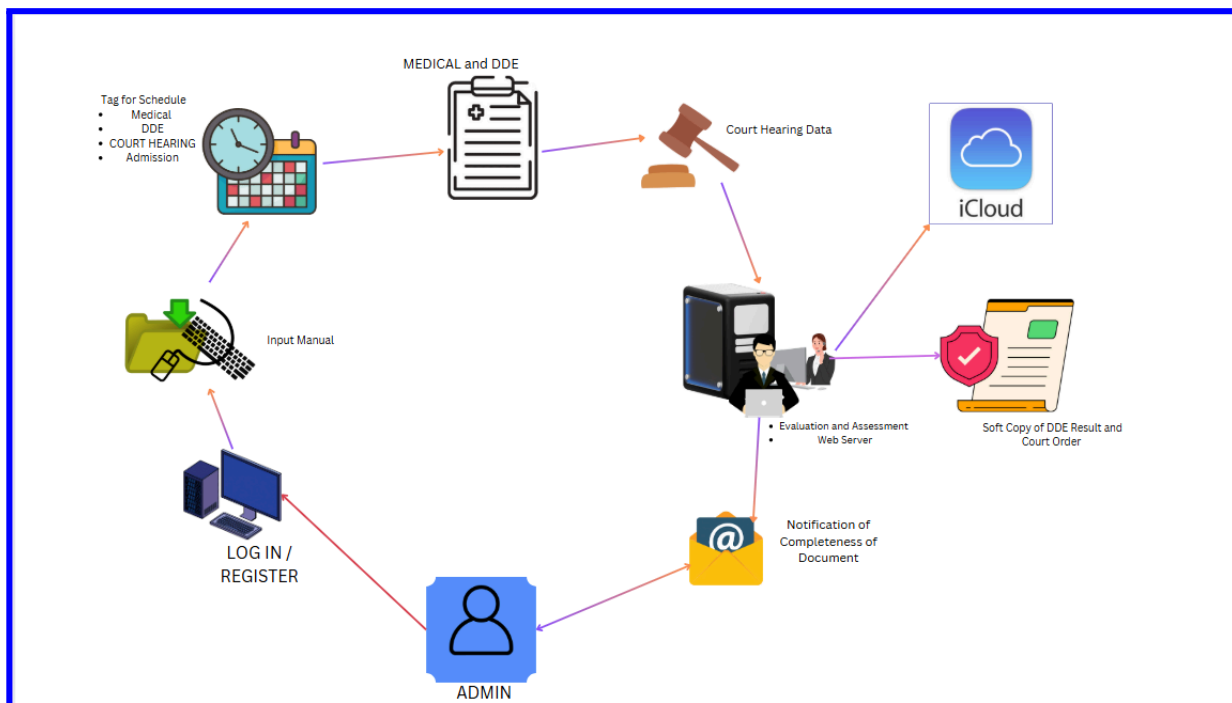 MEDICAL and DDE
Tag for Schedule
• Medical
• DDE
• COURT HEARING
• Admission
Court Hearing Data
iCloud
Input Manual
• Evaluation and Assessment
• Web Server
Soft Copy of DDE Result and
Court Order
LOG IN /
REGISTER
@
Notification of
Completeness of
Document
ADMIN